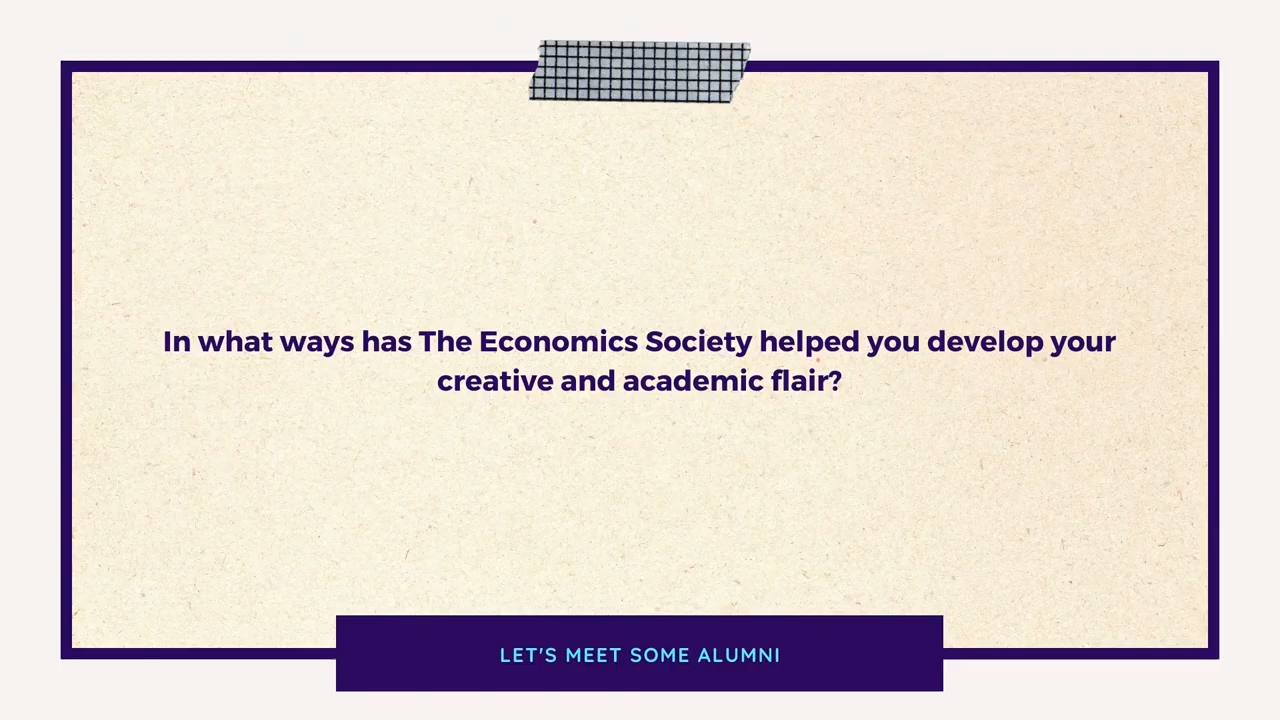 In what ways has The Economics Society helped you develop your
creative and academic flair?
LET'S MEET SOME ALUMNI